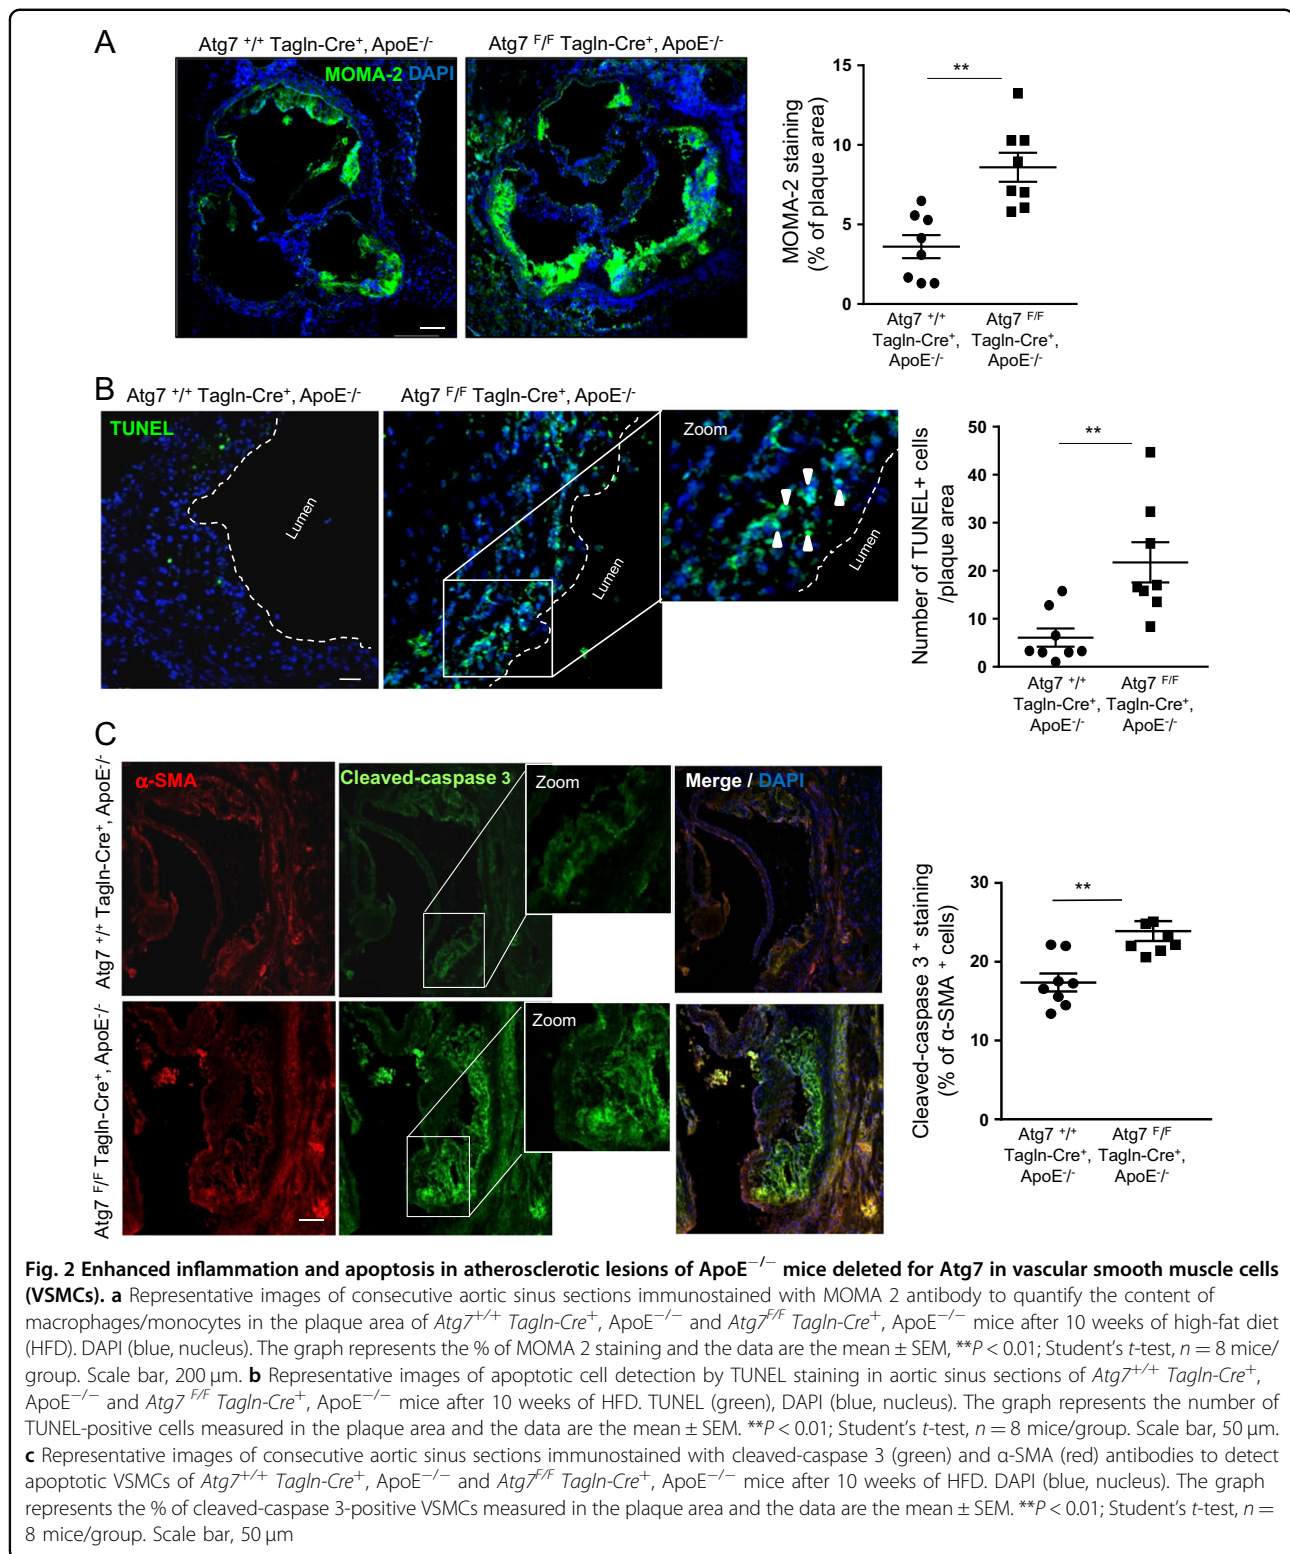 A
Atg7 +/+ Tagln-Cre+, ApoE-/-
Atg7 F/F Tagln-Cre+, ApoE-/-
MOMA-2 DAPI
MOMA-2 staining
(% of plaque area)
15
10
5
0
**
Atg7 +/+
Tagln-Cre+,
ApoE-/-
Atg7 F/F
Tagln-Cre+,
ApoE-/-
B
Atg7 +/+ Tagln-Cre+, ApoE-/-
Atg7 F/F Tagln-Cre+, ApoE-/-
TUNEL
Lumen
Lumen
Zoom
Lumen
Number of TUNEL+ cells
/plaque area
50
40
30
20
10
0
**
Atg7 +/+
Tagln-Cre+,
ApoE-/-
Atg7 F/F
Tagln-Cre+,
ApoE-/-
C
Atg7 +/+ Tagln-Cre+, ApoE-/-
α-SMA
Cleaved-caspase 3
Zoom
Merge / DAPI
Atg7 F/F Tagln-Cre+, ApoE-/-
Zoom
Cleaved-caspase 3 + staining
(% of α-SMA + cells)
30
20
10
0
**
Atg7 +/+
Tagln-Cre+,
ApoE-/-
Atg7 F/F
Tagln-Cre+,
ApoE-/-
Fig. 2 Enhanced inflammation and apoptosis in atherosclerotic lesions of ApoE−/− mice deleted for Atg7 in vascular smooth muscle cells
(VSMCs). a Representative images of consecutive aortic sinus sections immunostained with MOMA 2 antibody to quantify the content of
macrophages/monocytes in the plaque area of Atg7+/+ Tagln-Cre+, ApoE−/− and Atg7F/F Tagln-Cre+, ApoE−/− mice after 10 weeks of high-fat diet
(HFD). DAPI (blue, nucleus). The graph represents the % of MOMA 2 staining and the data are the mean ± SEM, **P < 0.01; Student's t-test, n = 8 mice/
group. Scale bar, 200 μm. b Representative images of apoptotic cell detection by TUNEL staining in aortic sinus sections of Atg7+/+ Tagln-Cre+,
ApoE−/− and Atg7 F/F Tagln-Cre+, ApoE−/− mice after 10 weeks of HFD. TUNEL (green), DAPI (blue, nucleus). The graph represents the number of
TUNEL-positive cells measured in the plaque area and the data are the mean ± SEM. **P < 0.01; Student's t-test, n = 8 mice/group. Scale bar, 50 μm.
c Representative images of consecutive aortic sinus sections immunostained with cleaved-caspase 3 (green) and α-SMA (red) antibodies to detect
apoptotic VSMCs of Atg7+/+ Tagln-Cre+, ApoE−/− and Atg7F/F Tagln-Cre+, ApoE−/− mice after 10 weeks of HFD. DAPI (blue, nucleus). The graph
represents the % of cleaved-caspase 3-positive VSMCs measured in the plaque area and the data are the mean ± SEM. **P < 0.01; Student's t-test, n =
8 mice/group. Scale bar, 50 μm